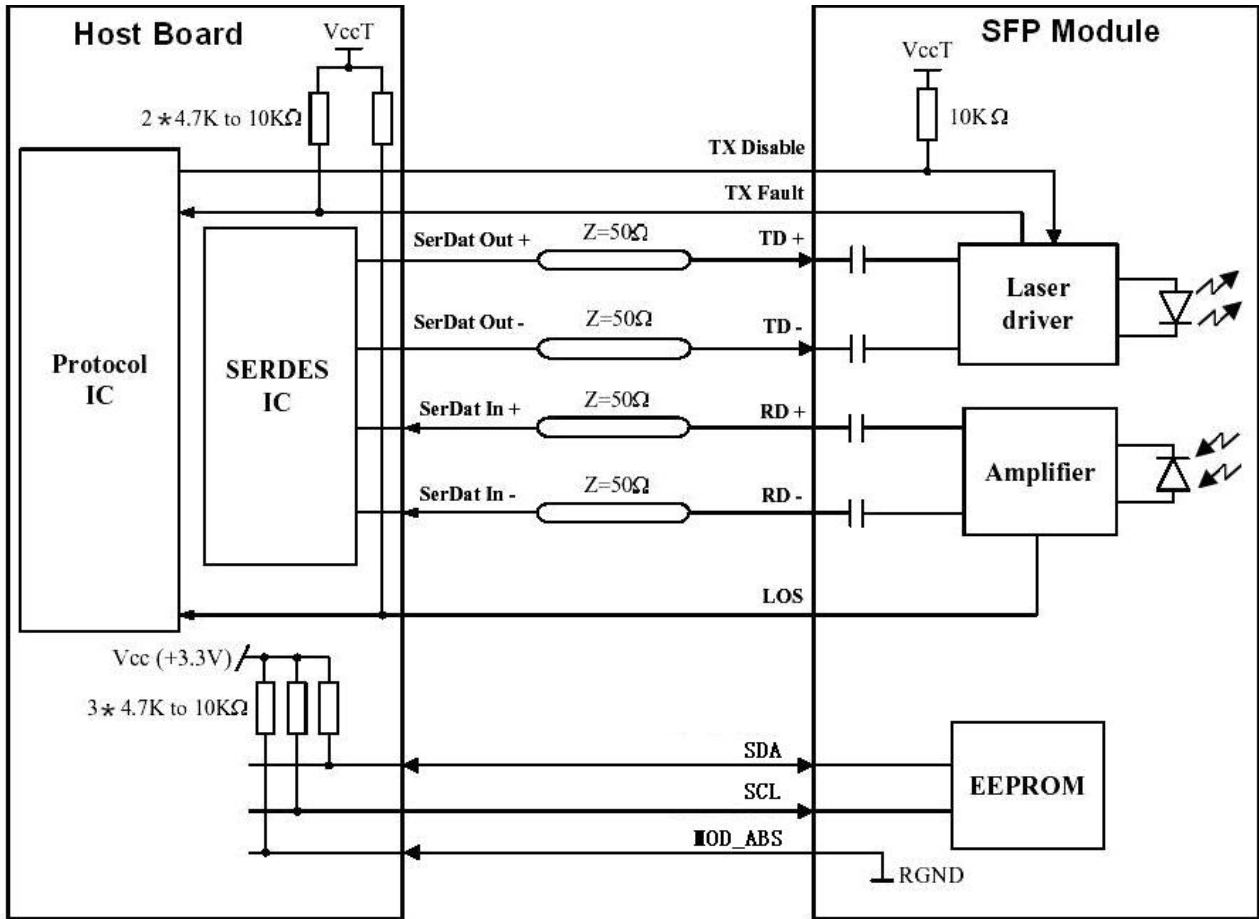 Host Board
SFP Module
VccT
VccT
2*4.7K to 10KΩ
10KΩ
TX Disable
TX Fault
SerDat Out +
Z=50Ω
TD +
Laser
driver
SerDat Out -
Z=50Ω
TD -
Protocol
IC
SERDES
IC
SerDat In +
Z=50Ω
RD +
Amplifier
SerDat In -
Z=50Ω
RD -
LOS
Vcc (+3.3V)
3*4.7K to 10KΩ
SDA
SCL
EEPROM
MOD_ABS
RGND